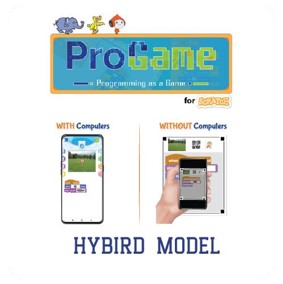 ProGame
Programming as a Game
for SCRATCH
WITH Computers
WITHOUT Computers
HYBIRD MODEL